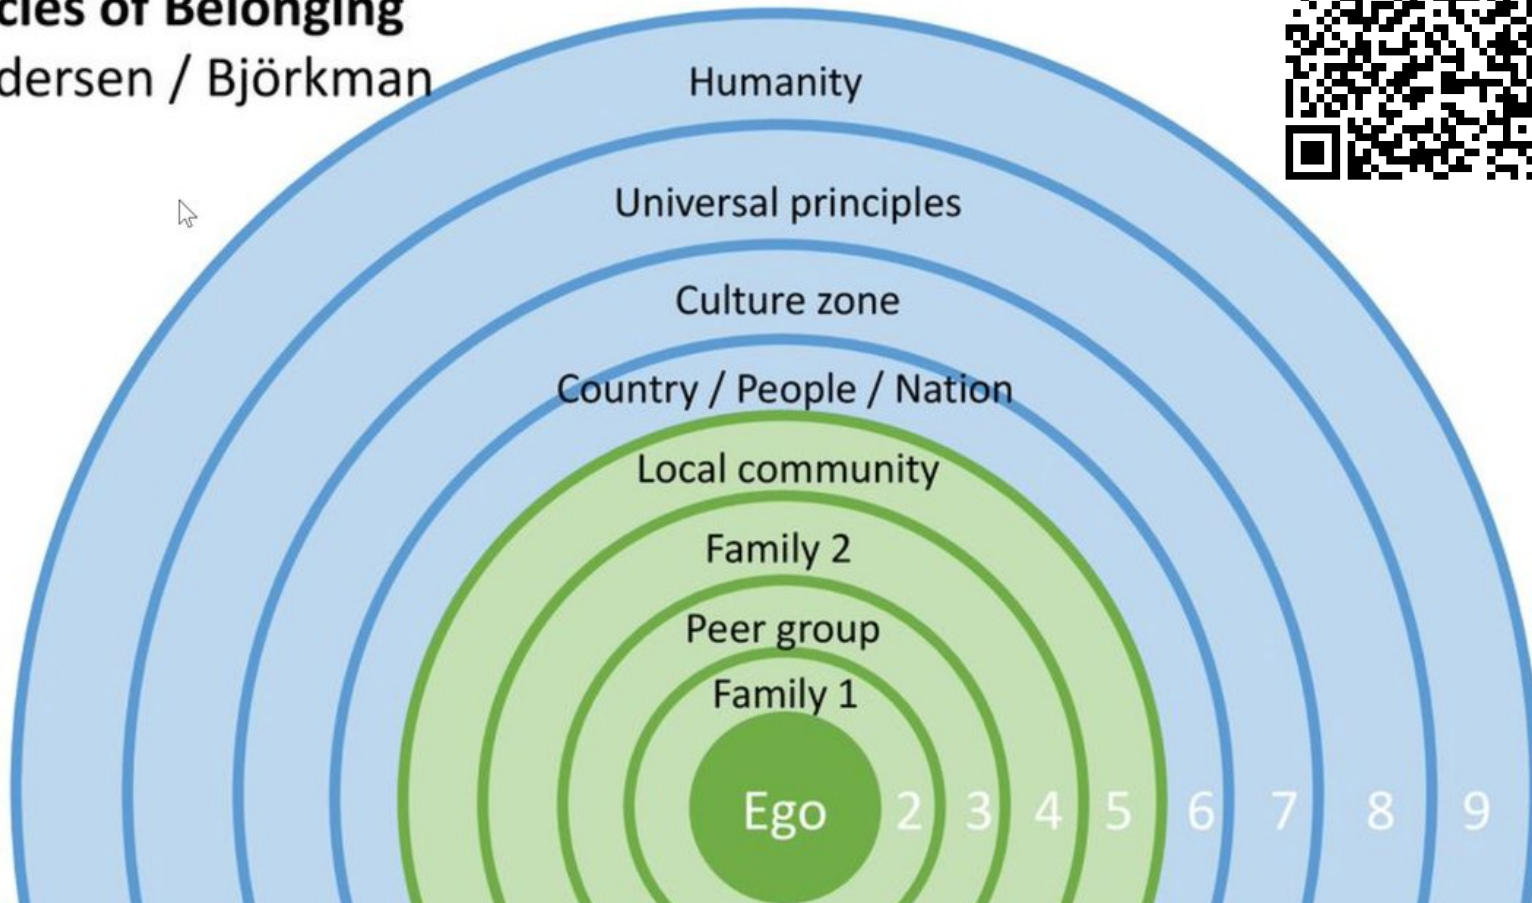 cles of Belonging
dersen / Björkman
Humanity
Universal principles
Culture zone
Country / People / Nation
Local community
Family 2
Peer group
Family 1
Ego 2 3 4 5 6 7 8 9